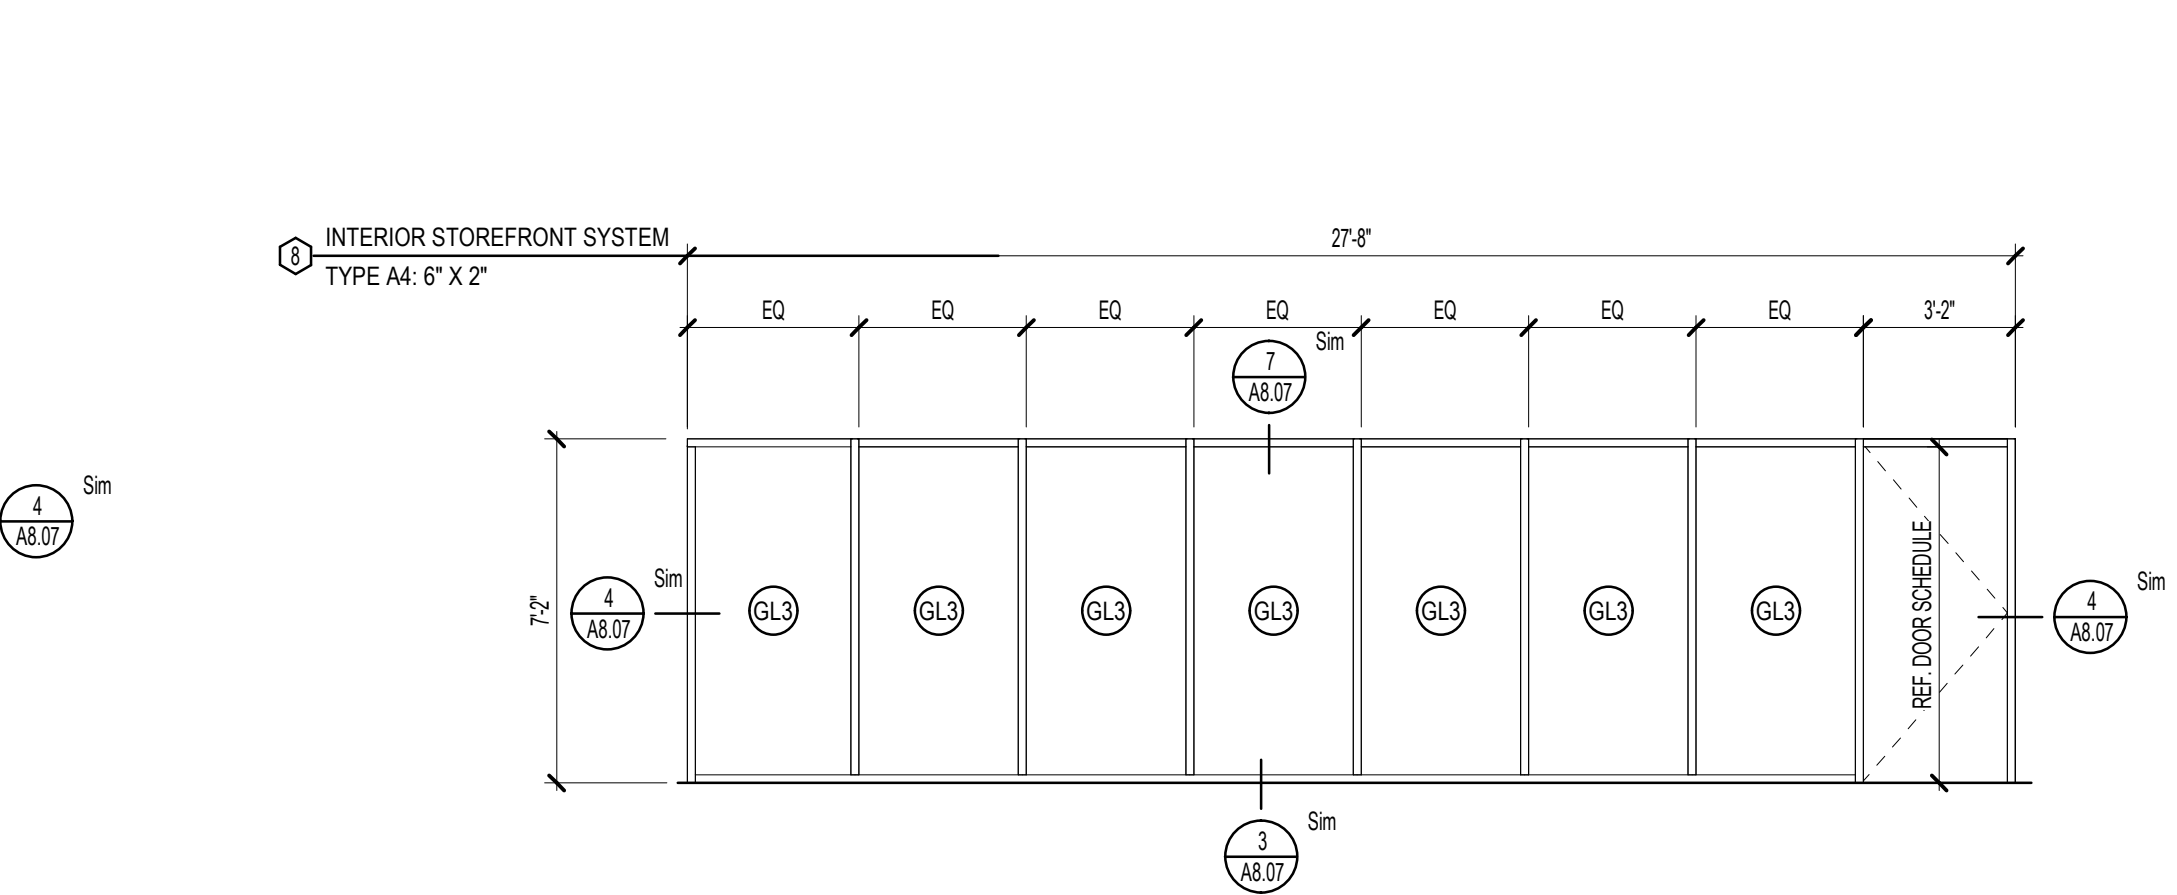 INTERIOR STOREFRONT SYSTEM
8
TYPE A4: 6" X 2"
27'-8"
EQ EQ EQ EQ EQ EQ EQ 3'-2"
Sim
7
A8.07
Sim
4
A8.07
7'-2"
Sim
4
A8.07
GL3 GL3 GL3 GL3 GL3 GL3 GL3
REF. DOOR SCHEDULE
Sim
4
A8.07
Sim
3
A8.07